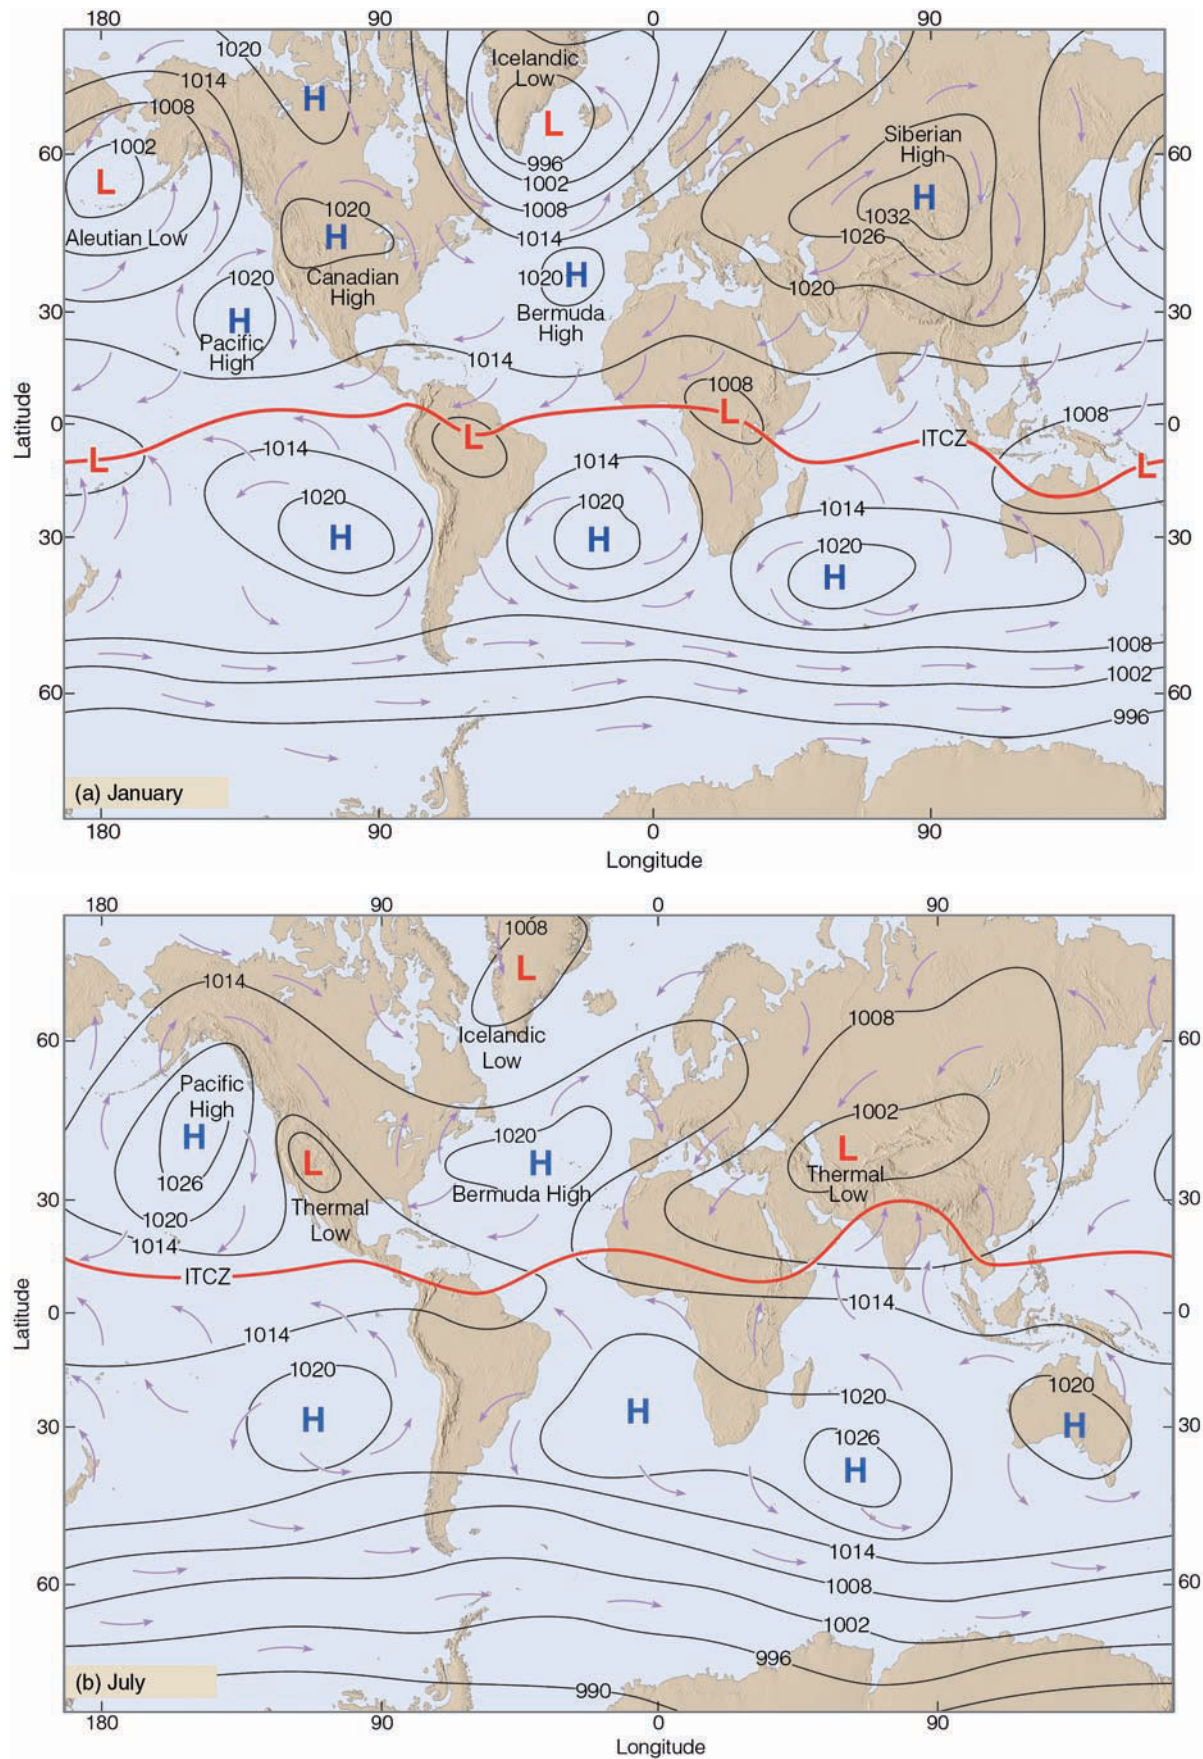 180 90 0 90
1020
Icelandic
Low
1014
H
1008
L
Siberian
High
60 60
1002
996
L
1002
H
1020
1008
1032
H
1026
Aleutian Low
1014
1020
1020
H
Canadian
High
1020
30 30
H
Bermuda
High
Pacific
High
1014
1008
L
1008
0 0
L
ITCZ
L
L
1014
1014
1020
1020
1014
30 30
H
H
1020
H
1008
1002
60 60
996
(a) January
180 90 0 90
Longitude
Latitude
180 90 0 90
1008
L
1014
1008
Icelandic
Low
60 60
Pacific
High
1002
H
1020
L
L
H
Thermal
Low
1026
Bermuda High
30 30
Thermal
Low
1020
1014
ITCZ
1014
0 0
1014
1020
1020
1020
H
H
H
30 30
1026
H
1014
60 60
1008
1002
996
(b) July
990
180 90 0 90
Longitude
Latitude